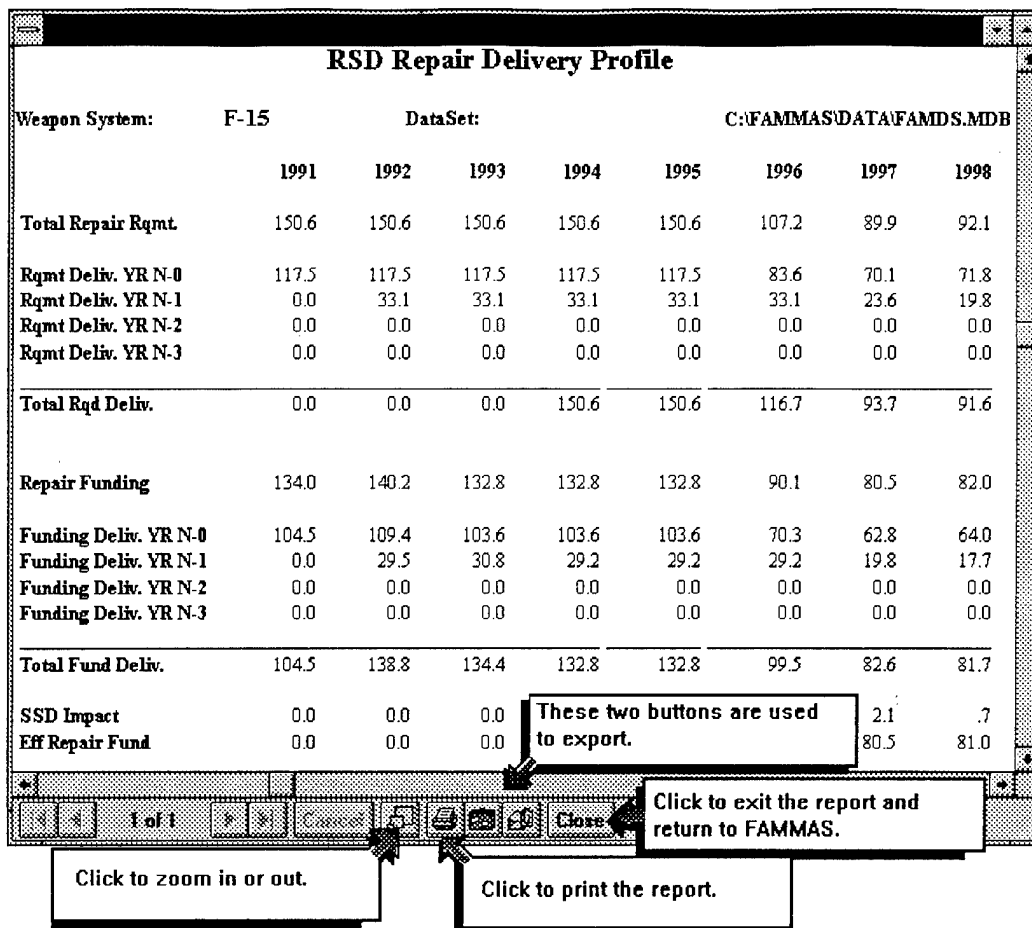 RSD Repair Delivery Profile
Weapon System: F-15 DataSet: C:\FAMMAS\DATA\FAMDS.MDB
1991 1992 1993 1994 1995 1996 1997 1998
Total Repair Rqmt. 150.6 150.6 150.6 150.6 150.6 107.2 89.9 92.1
Rqmt Deliv. YR N-0 117.5 117.5 117.5 117.5 117.5 83.6 70.1 71.8
Rqmt Deliv. YR N-1 0.0 33.1 33.1 33.1 33.1 33.1 23.6 19.8
Rqmt Deliv. YR N-2 0.0 0.0 0.0 0.0 0.0 0.0 0.0 0.0
Rqmt Deliv. YR N-3 0.0 0.0 0.0 0.0 0.0 0.0 0.0 0.0
Total Rqd Deliv. 0.0 0.0 0.0 150.6 150.6 116.7 93.7 91.6
Repair Funding 134.0 140.2 132.8 132.8 132.8 90.1 80.5 82.0
Funding Deliv. YR N-0 104.5 109.4 103.6 103.6 103.6 70.3 62.8 64.0
Funding Deliv. YR N-1 0.0 29.5 30.8 29.2 29.2 29.2 19.8 17.7
Funding Deliv. YR N-2 0.0 0.0 0.0 0.0 0.0 0.0 0.0 0.0
Funding Deliv. YR N-3 0.0 0.0 0.0 0.0 0.0 0.0 0.0 0.0
Total Fund Deliv. 104.5 138.8 134.4 132.8 132.8 99.5 82.6 81.7
SSD Impact 0.0 0.0 0.0 2.1 .7
Eff Repair Fund 0.0 0.0 0.0 80.5 81.0
These two buttons are used
to export.
1 of 1 Cancel Close
Click to exit the report and
return to FAMMAS.
Click to zoom in or out.
Click to print the report.